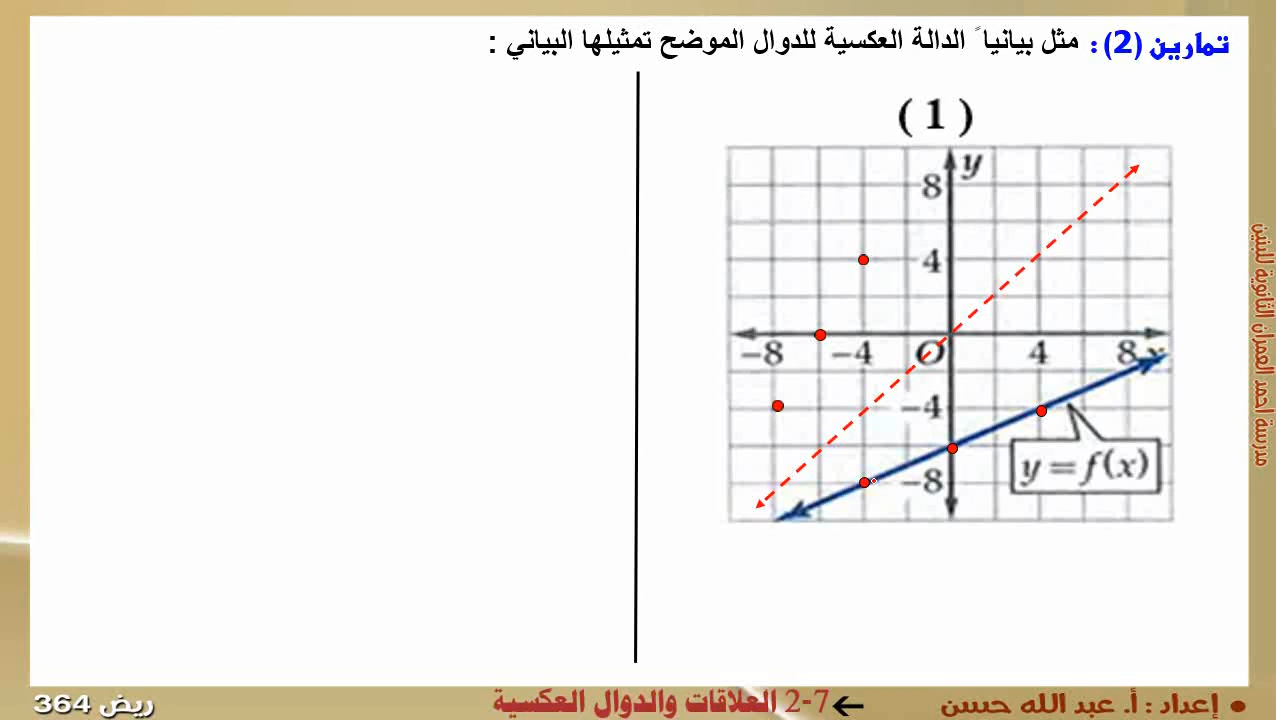 تمارين (2) : مثل بيانياً الدالة العكسية للدوال الموضح تمثيلها البياني :
( 1 )
y
8
4
−8 −4 O 4 8 x
−4
y = f(x)
−8
مدرسة احمد العمران الثانوية للبنين
• إعداد : أ. عبد الله حسن ← 2-7 العلاقات والدوال العكسية ريض 364